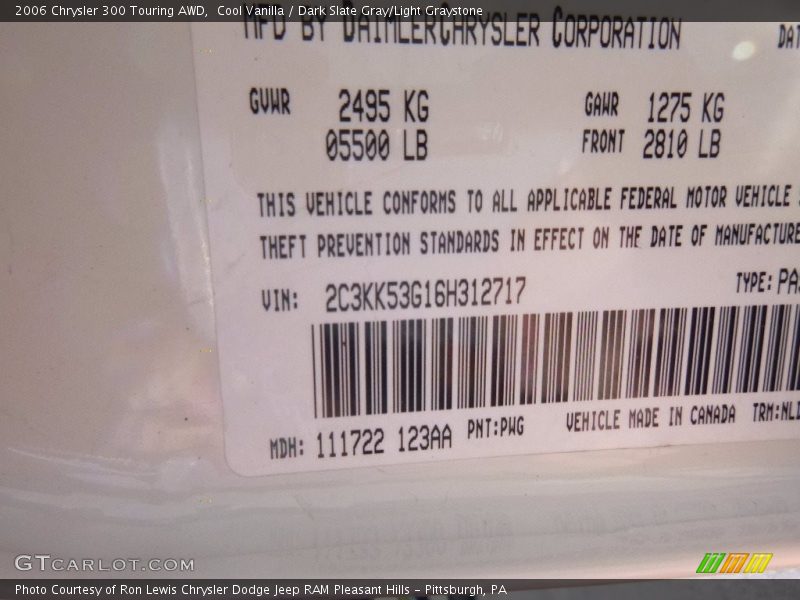 2006 Chrysler 300 Touring AWD,  Cool Vanilla / Dark Slate Gray/Light Graystone
MFD BY DAIMLERCHRYSLER CORPORATION
GVWR 2495 KG GAWR 1275 KG
05500 LB FRONT 2810 LB
THIS VEHICLE CONFORMS TO ALL APPLICABLE FEDERAL MOTOR VEHICLE
THEFT PREVENTION STANDARDS IN EFFECT ON THE DATE OF MANUFACTURE
VIN: 2C3KK53G16H312717 TYPE:
MDH: 111722 123AA PNT:PWG VEHICLE MADE IN CANADA TRM:
GTCARLOT.COM
Photo Courtesy of Ron Lewis Chrysler Dodge Jeep RAM Pleasant Hills – Pittsburgh, PA